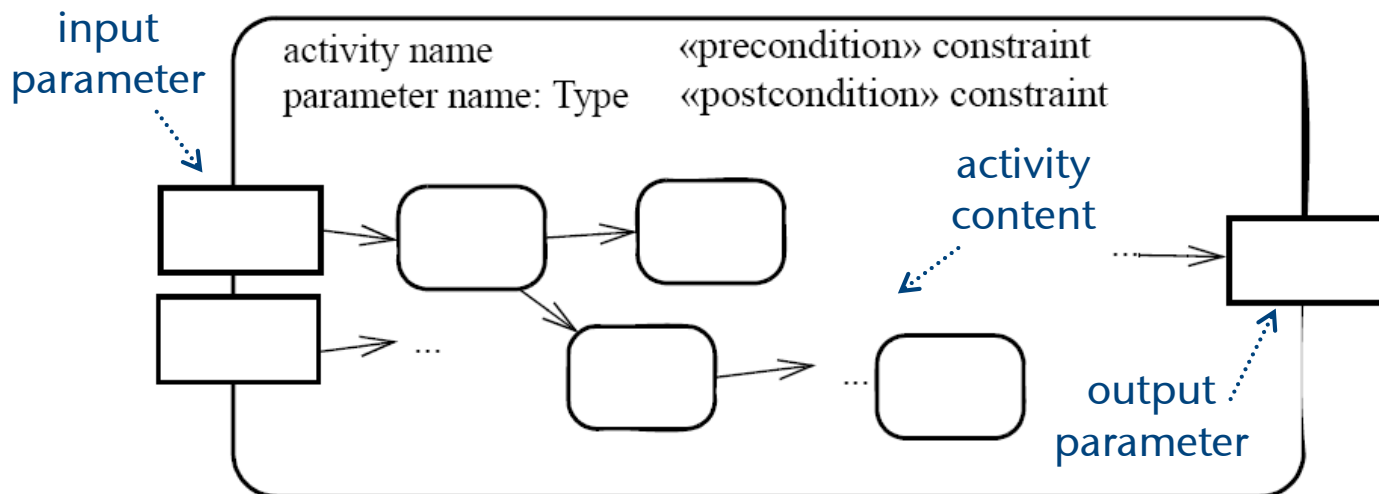 input
parameter
activity name
parameter name: Type
«precondition» constraint
«postcondition» constraint
activity
content
...
...
...
output
parameter